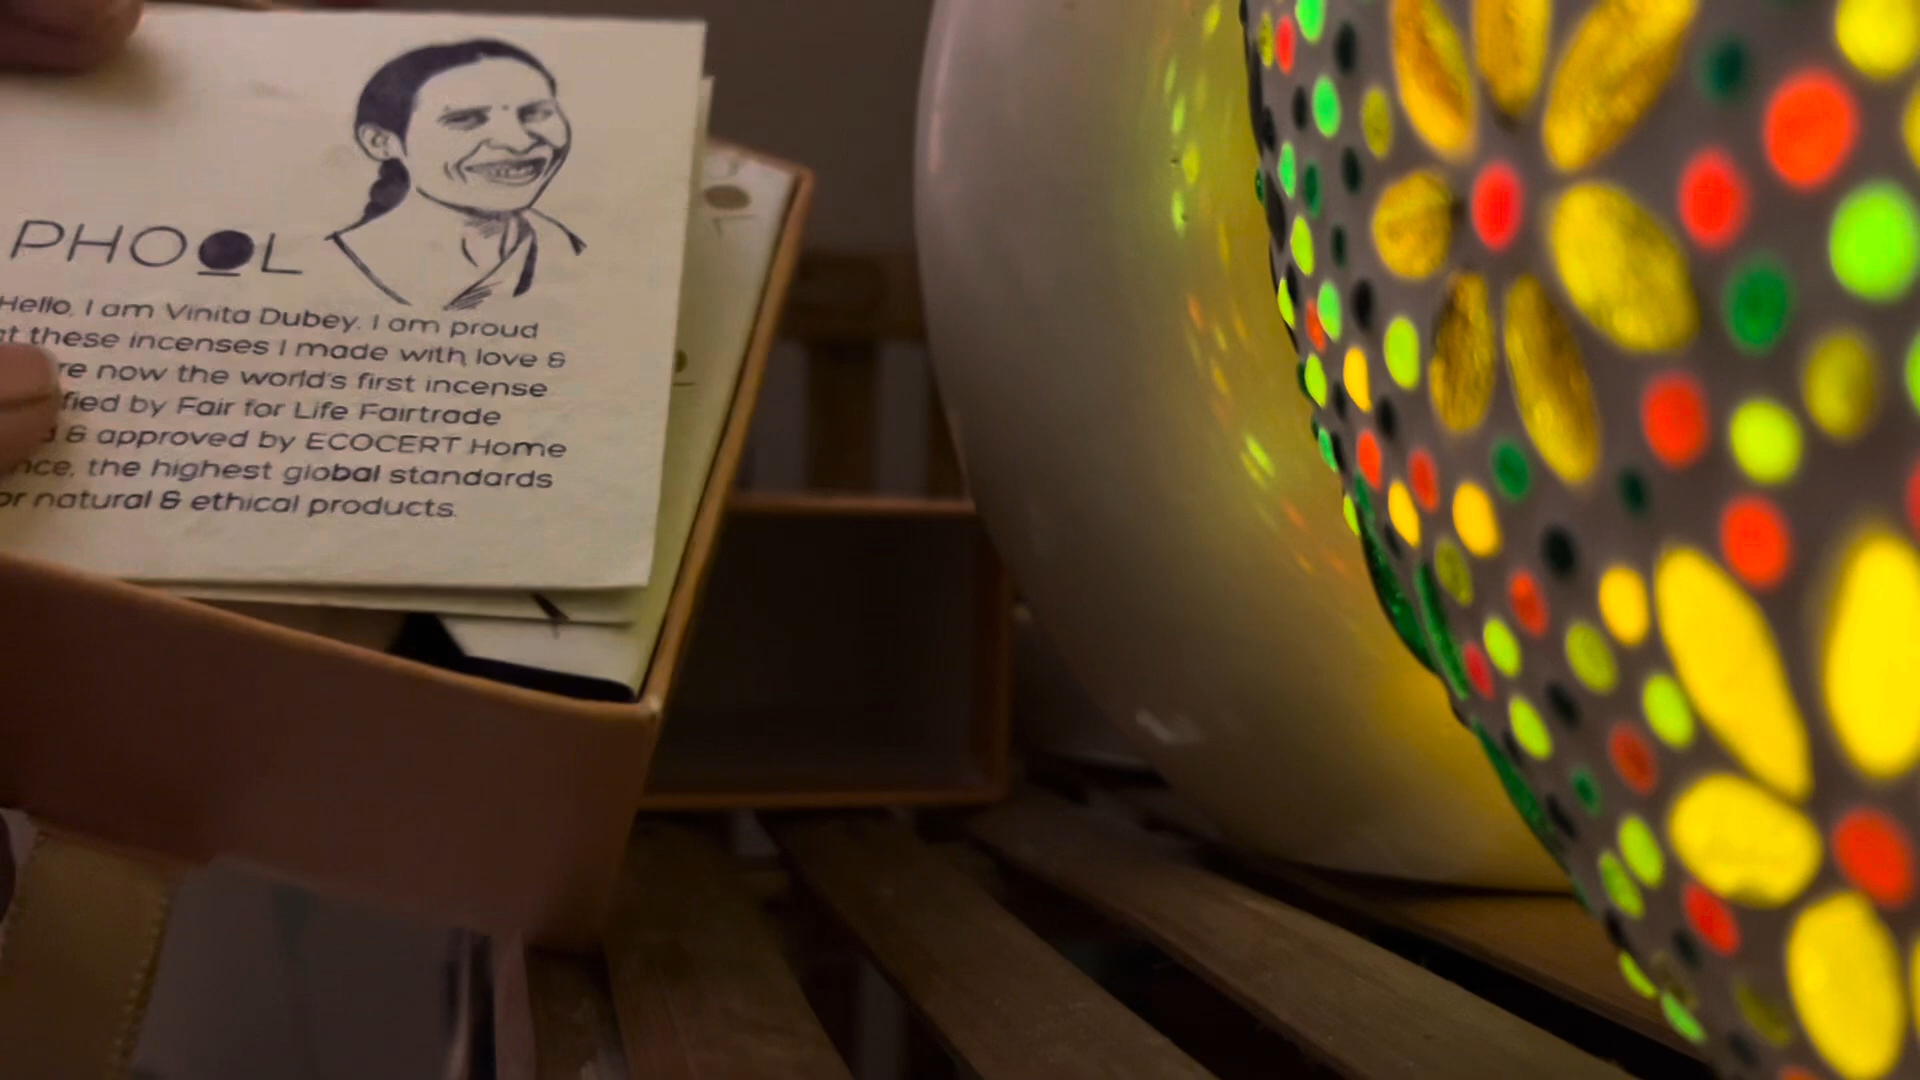 PHOOL
Hello, I am Vinita Dubey. I am proud
these incenses I made with love &
now the world's first incense
by Fair for Life Fairtrade
& approved by ECOCERT Home
the highest global standards
natural & ethical products.